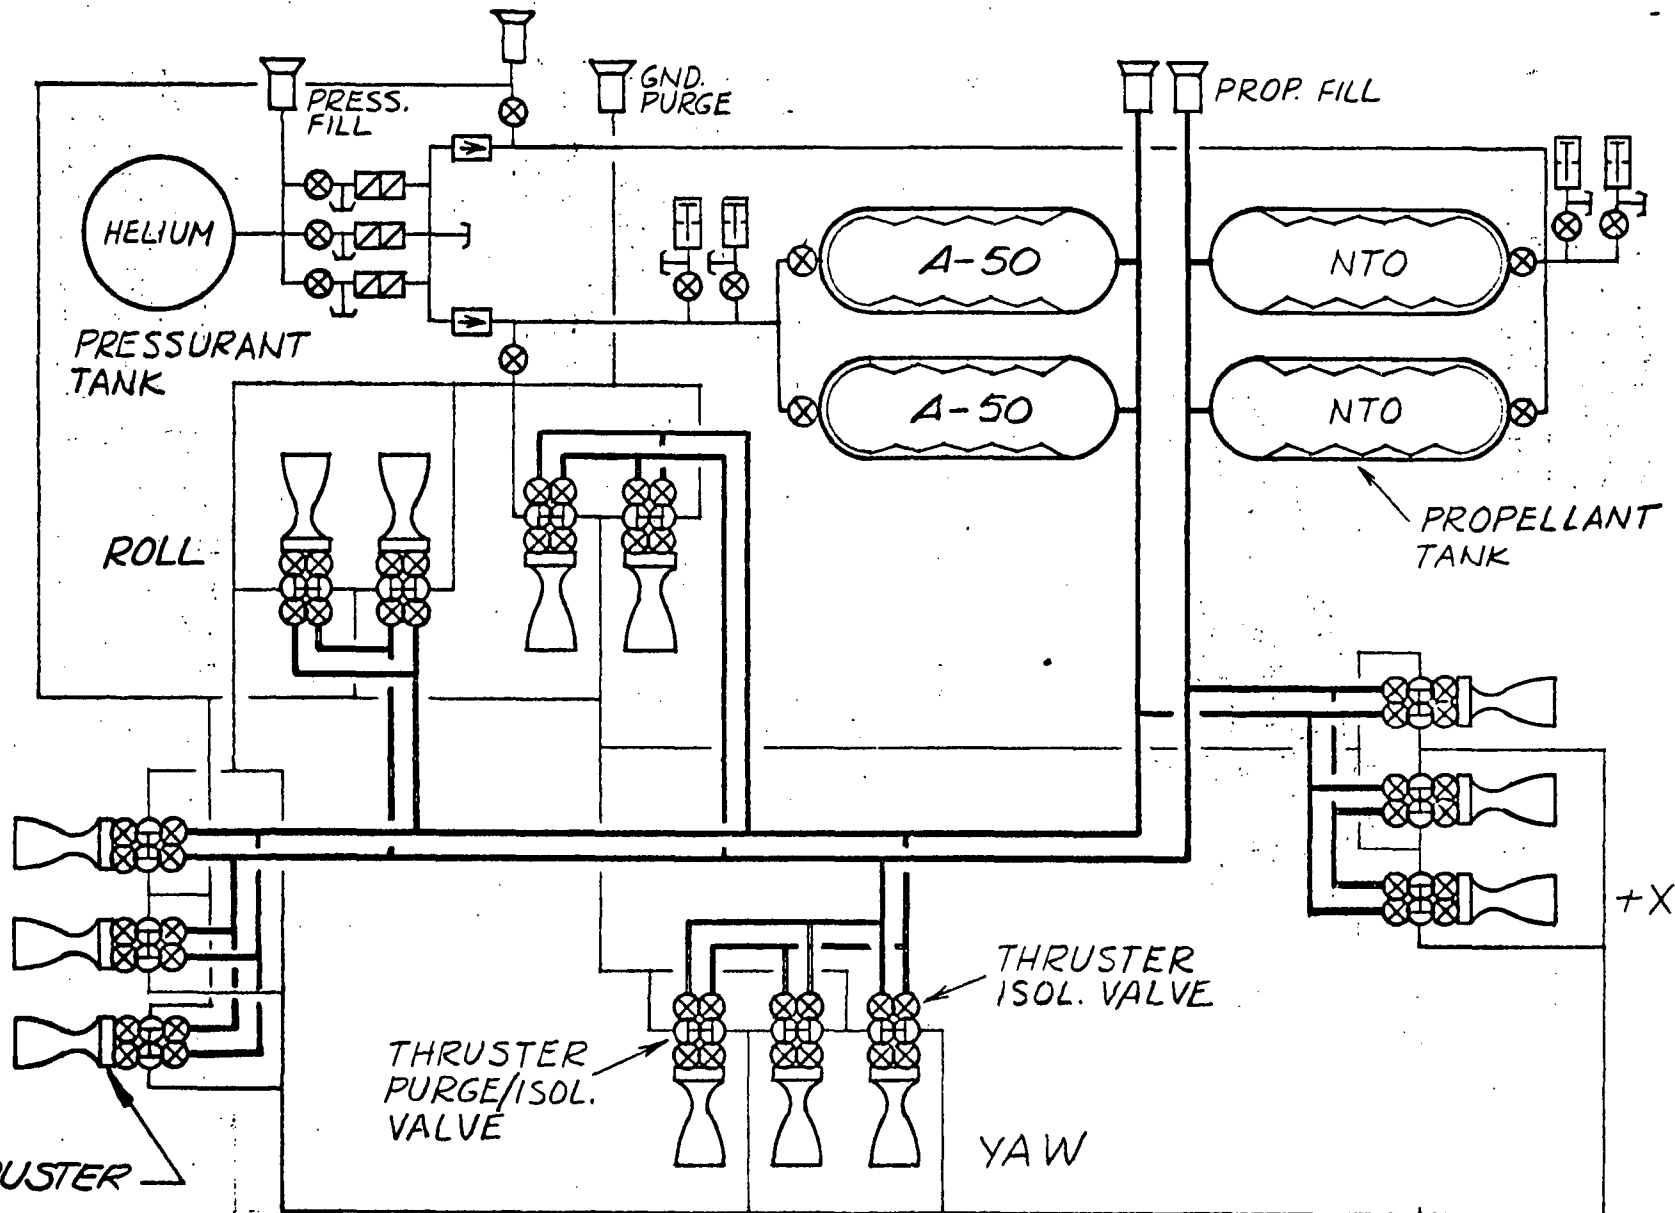 PRESS.
FILL
GND.
PURGE
PROP. FILL
HELIUM
A-50
NTO
PRESSURANT
TANK
A-50
NTO
PROPELLANT
TANK
ROLL
+X
THRUSTER
ISOL. VALVE
THRUSTER
PURGE/ISOL.
VALVE
YAW
USTER